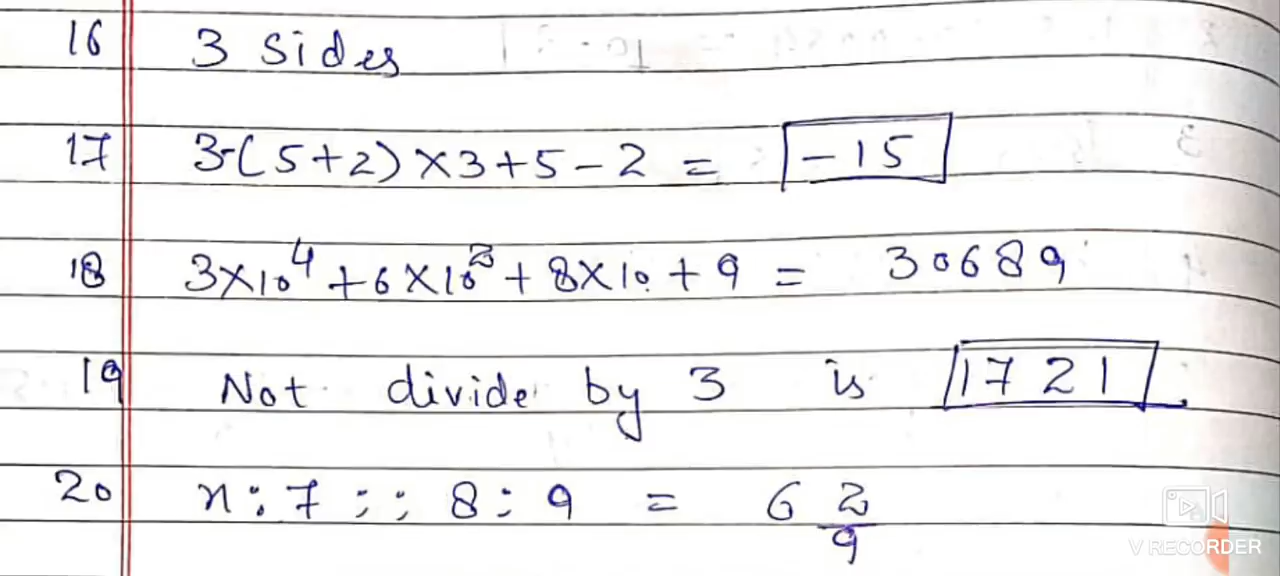 16 3 sides
17 3-(5+2)×3+5-2 = -15
18 3×10⁴+6×10²+8×10+9 = 30689
19 Not divide by 3 is 1721.
20 x:7 :: 8:9 = 6 2/9
V RECORDER